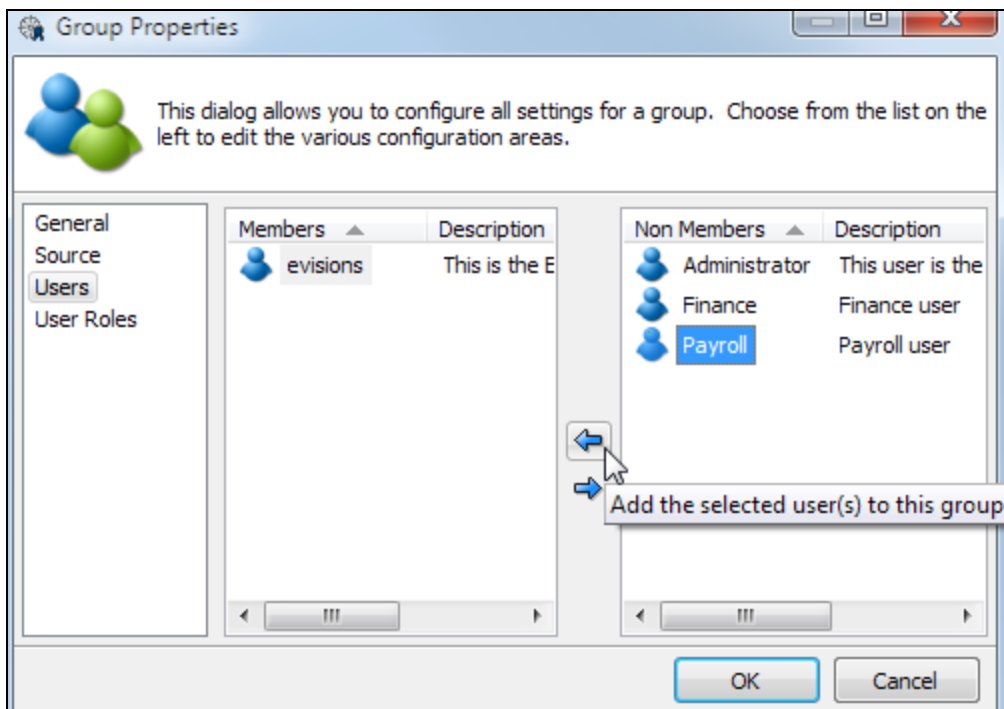 Group Properties
This dialog allows you to configure all settings for a group. Choose from the list on the
left to edit the various configuration areas.
General
Source
Users
User Roles
Members Description
evisions This is the E
Non Members Description
Administrator This user is the
Finance Finance user
Payroll Payroll user
Add the selected user(s) to this group
OK Cancel